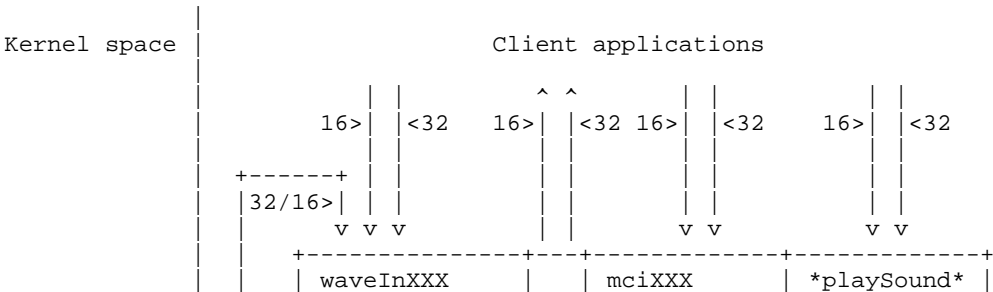 Kernel space | Client applications
16>| |<32 16>| |<32 16>| |<32 16>| |<32
|32/16>|
v v v | | v v v v
| waveInXXX | | mciXXX | *playSound* |